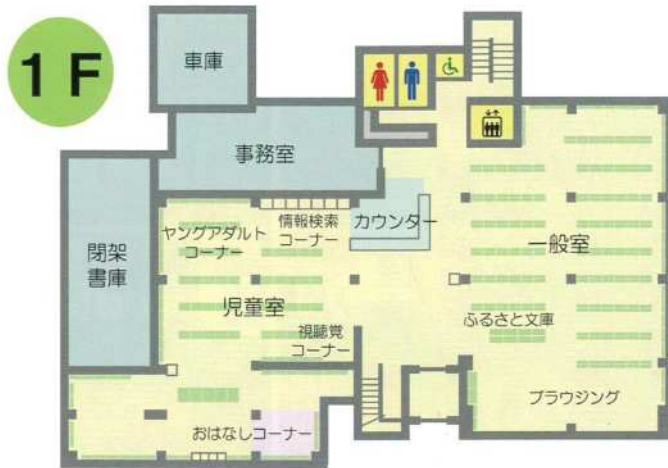 1F
車庫
事務室
閉架
書庫
ヤングアダルト
コーナー
情報検索
コーナー
カウンター
児童室
視聴覚
コーナー
おはなしコーナー
一般室
ふるさと文庫
ブラウジング